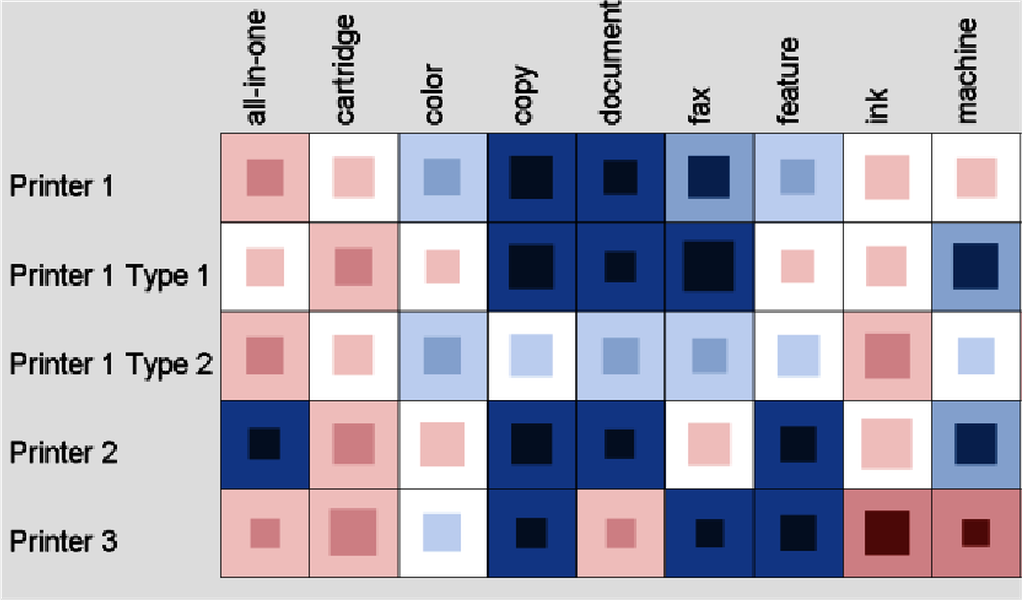 all-in-one
cartridge
color
copy
document
fax
feature
ink
machine
Printer 1
Printer 1 Type 1
Printer 1 Type 2
Printer 2
Printer 3